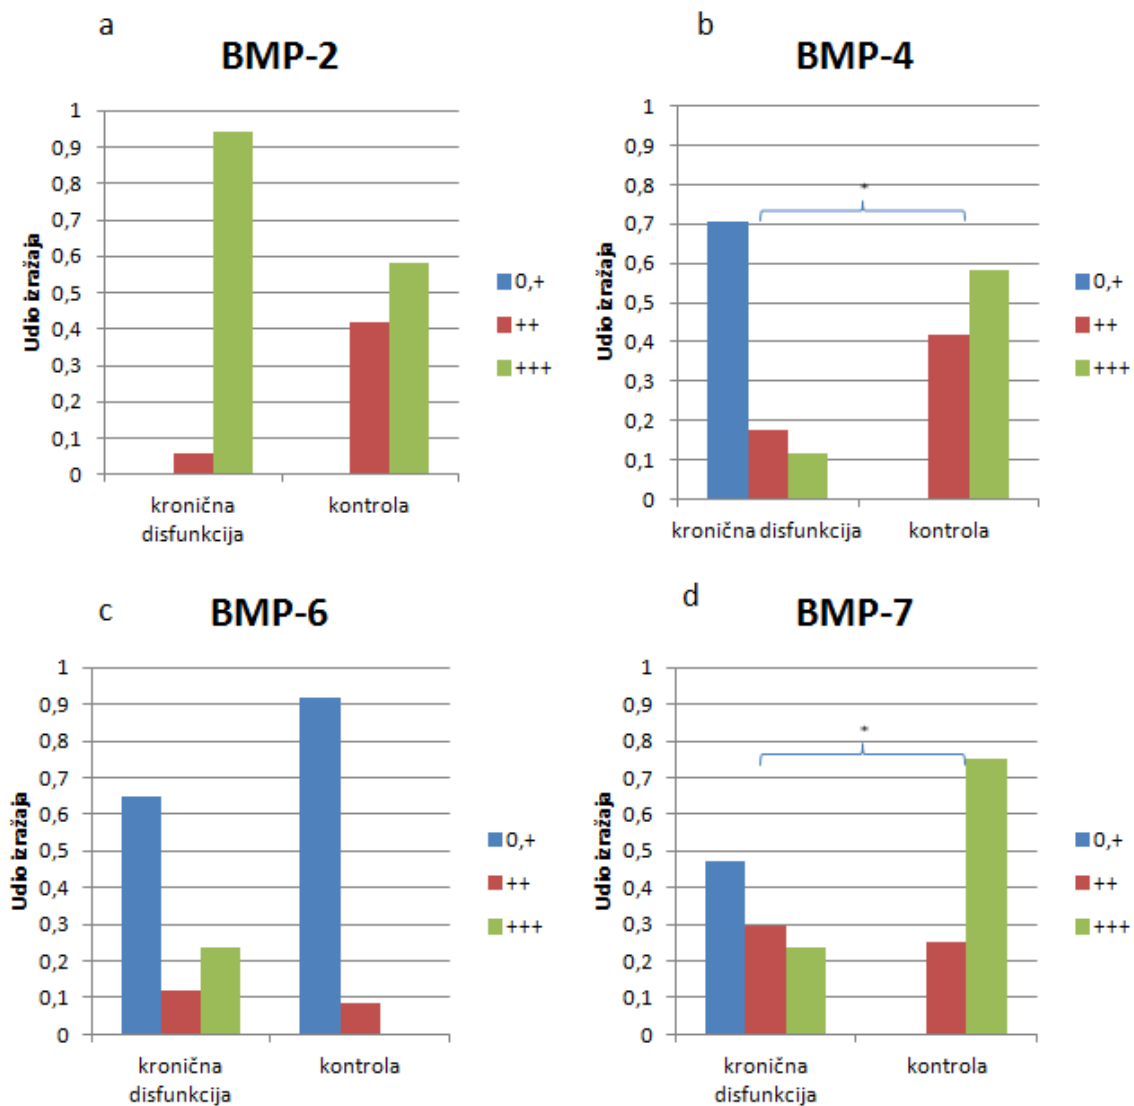 a
BMP-2
Udio izražaja
1
0,9
0,8
0,7
0,6
0,5
0,4
0,3
0,2
0,1
0
kronična
disfunkcija
kontrola
0,+
++
+++
b
BMP-4
Udio izražaja
1
0,9
0,8
0,7
0,6
0,5
0,4
0,3
0,2
0,1
0
*
kronična disfunkcija
kontrola
0,+
++
+++
c
BMP-6
Udio izražaja
1
0,9
0,8
0,7
0,6
0,5
0,4
0,3
0,2
0,1
0
kronična
disfunkcija
kontrola
0,+
++
+++
d
BMP-7
Udio izražaja
1
0,9
0,8
0,7
0,6
0,5
0,4
0,3
0,2
0,1
0
*
kronična
disfunkcija
kontrola
0,+
++
+++